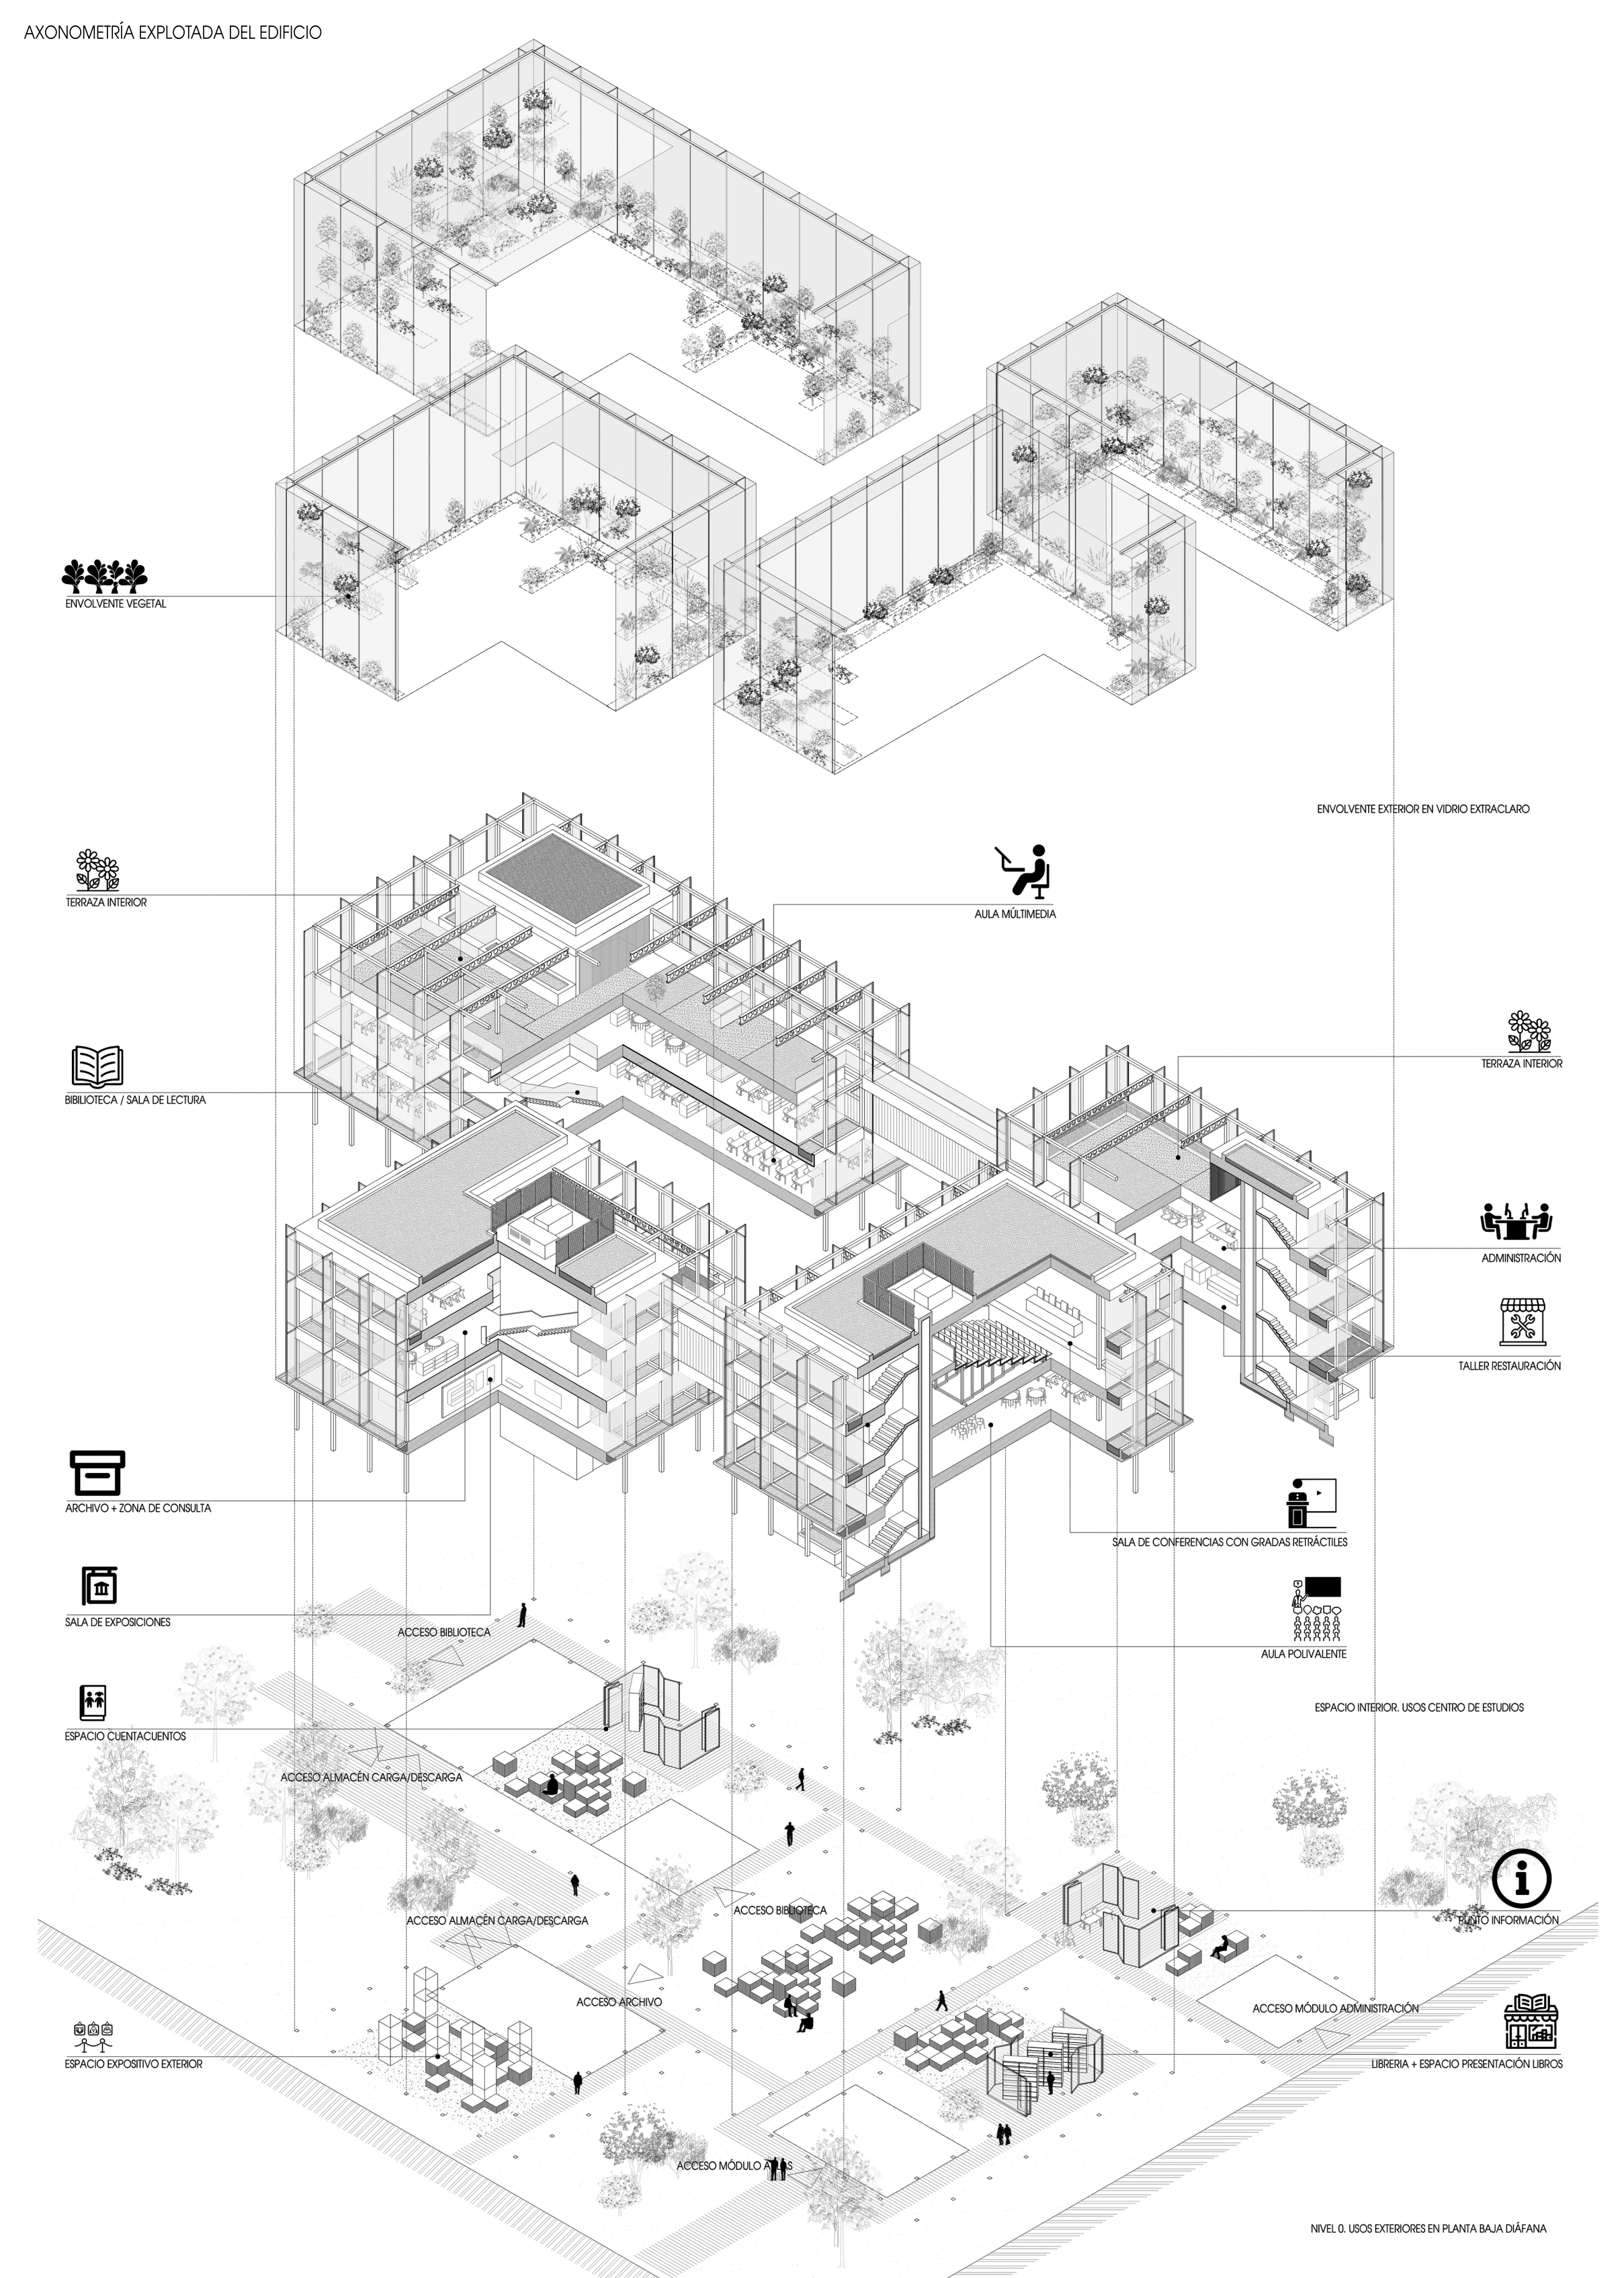 AXONOMETRÍA EXPLOTADA DEL EDIFICIO
ENVOLVENTE VEGETAL
ENVOLVENTE EXTERIOR EN VIDRIO EXTRACLARO
TERRAZA INTERIOR
AULA MÚLTIMEDIA
TERRAZA INTERIOR
BIBILIOTECA / SALA DE LECTURA
ADMINISTRACIÓN
TALLER RESTAURACIÓN
ARCHIVO + ZONA DE CONSULTA
SALA DE CONFERENCIAS CON GRADAS RETRÁCTILES
SALA DE EXPOSICIONES
ACCESO BIBLIOTECA
AULA POLIVALENTE
ESPACIO INTERIOR. USOS CENTRO DE ESTUDIOS
ESPACIO CUENTACUENTOS
ACCESO ALMACÉN CARGA/DESCARGA
ACCESO BIBLIOTECA
ACCESO ALMACÉN CARGA/DESCARGA
PUNTO INFORMACIÓN
ACCESO ARCHIVO
ACCESO MÓDULO ADMINISTRACIÓN
ESPACIO EXPOSITIVO EXTERIOR
LIBRERIA + ESPACIO PRESENTACIÓN LIBROS
ACCESO MÓDULO AULAS
NIVEL 0. USOS EXTERIORES EN PLANTA BAJA DIÁFANA